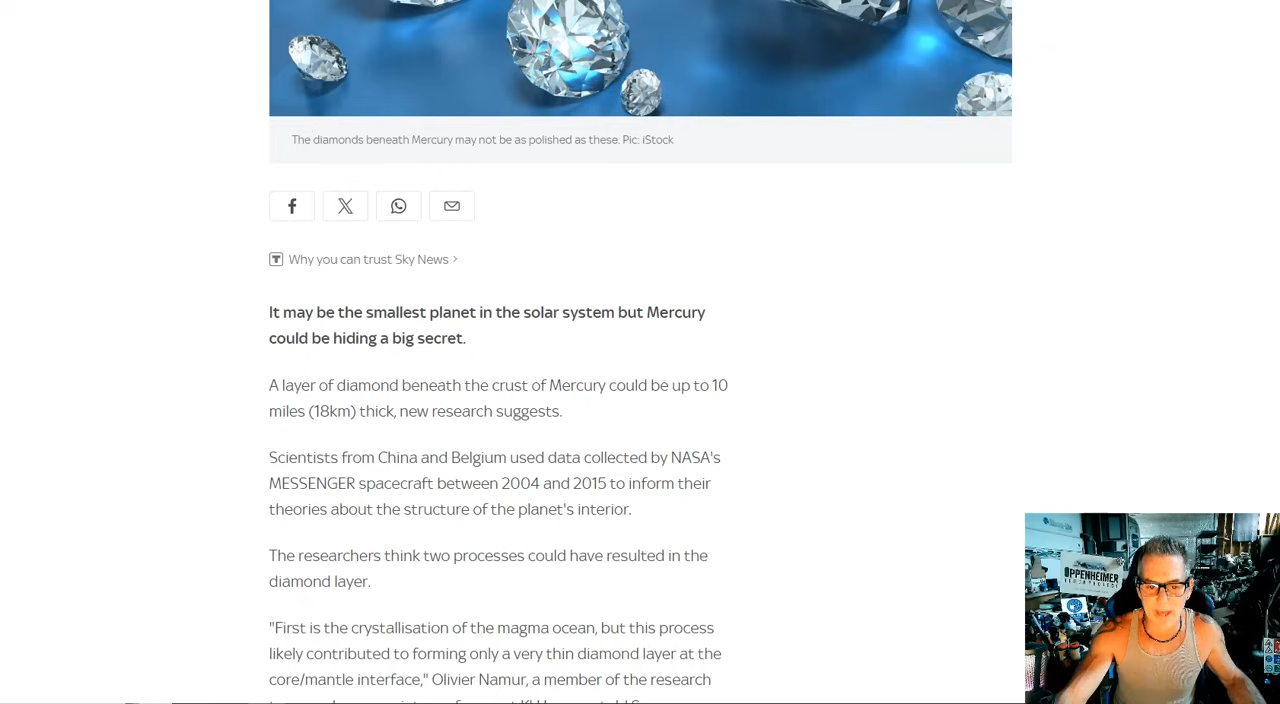 The diamonds beneath Mercury may not be as polished as these. Pic: iStock
Why you can trust Sky News >
It may be the smallest planet in the solar system but Mercury
could be hiding a big secret.
A layer of diamond beneath the crust of Mercury could be up to 10
miles (18km) thick, new research suggests.
Scientists from China and Belgium used data collected by NASA's
MESSENGER spacecraft between 2004 and 2015 to inform their
theories about the structure of the planet's interior.
The researchers think two processes could have resulted in the
diamond layer.
"First is the crystallisation of the magma ocean, but this process
likely contributed to forming only a very thin diamond layer at the
core/mantle interface," Olivier Namur, a member of the research
OPPENHEIMER